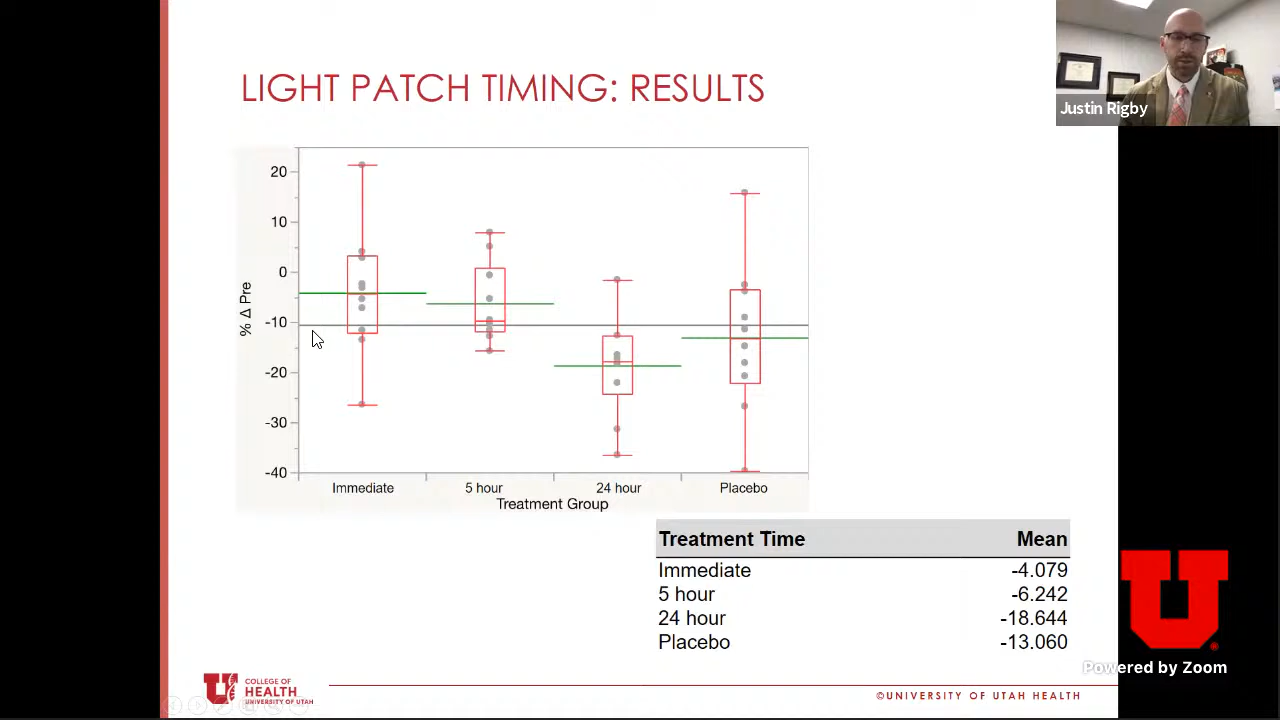 LIGHT PATCH TIMING: RESULTS
Justin Rigby
20
10
0
-10
-20
-30
-40
% Δ Pre
Immediate 5 hour 24 hour Placebo
Treatment Group
Treatment Time Mean
Immediate -4.079
5 hour -6.242
24 hour -18.644
Placebo -13.060
Powered by Zoom
U COLLEGE OF
HEALTH
UNIVERSITY OF UTAH
©UNIVERSITY OF UTAH HEALTH